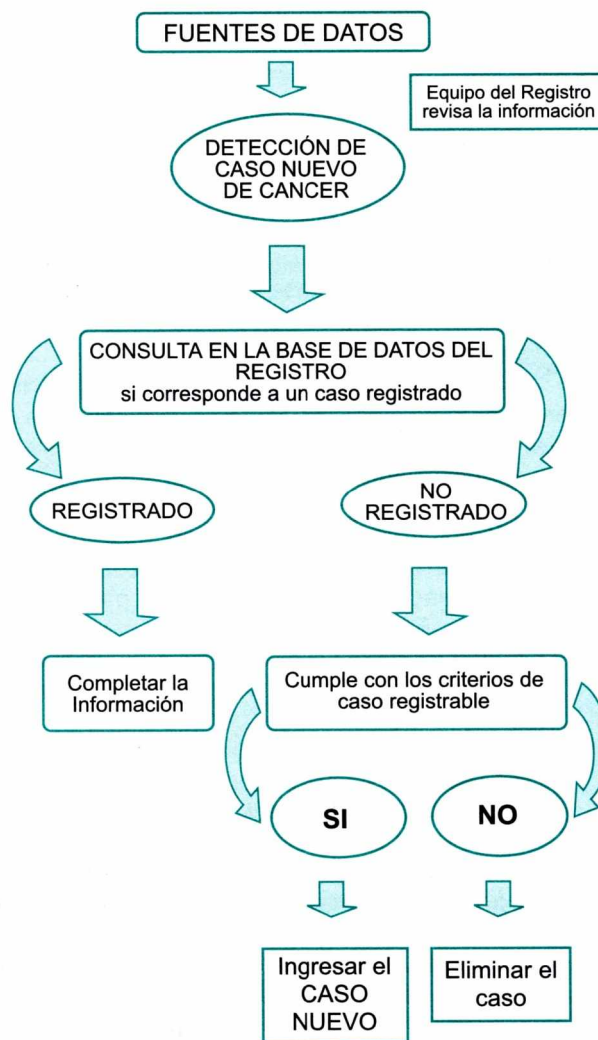 FUENTES DE DATOS
Equipo del Registro
revisa la información
DETECCIÓN DE
CASO NUEVO
DE CANCER
CONSULTA EN LA BASE DE DATOS DEL
REGISTRO
si corresponde a un caso registrado
REGISTRADO
NO
REGISTRADO
Completar la
Información
Cumple con los criterios de
caso registrable
SI
NO
Ingresar el
CASO
NUEVO
Eliminar el
caso